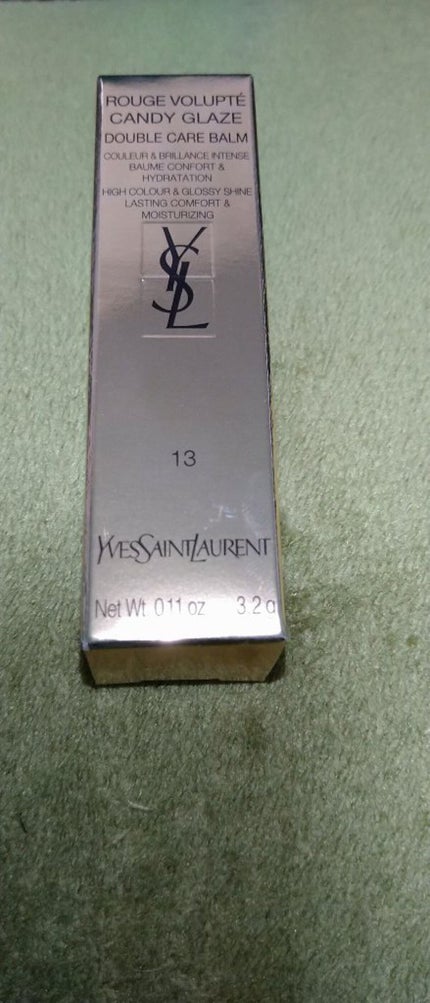 ROUGE VOLUPTÉ
CANDY GLAZE
DOUBLE CARE BALM
COULEUR & BRILLANCE INTENSE
BAUME CONFORT &
HYDRATATION
HIGH COLOUR & GLOSSY SHINE
LASTING COMFORT &
MOISTURIZING
YSL
13
YVESSAINTLAURENT
Net Wt 0.11 oz 3.2 g